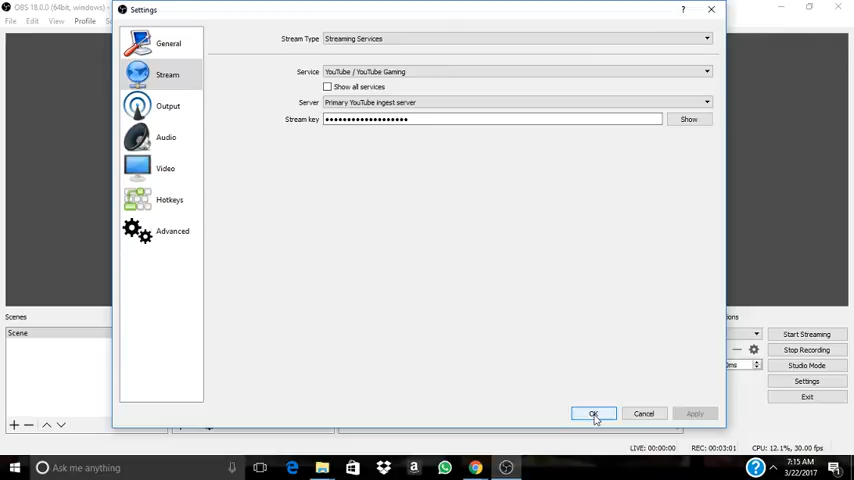 OBS 18.0.0 (64bit, windows)
Settings
?
File Edit View Profile
General
Stream
Output
Audio
Video
Hotkeys
Advanced
Stream Type Streaming Services
Service YouTube / YouTube Gaming
Show all services
Server Primary YouTube ingest server
Stream key ●●●●●●●●●●●●●●●●●●● Show
Scenes
Scene
Start Streaming
Stop Recording
Studio Mode
Settings
Exit
OK Cancel Apply
LIVE: 00:00:00 REC: 00:03:01 CPU: 12.1%, 30.00 fps
Ask me anything
7:15 AM
3/22/2017